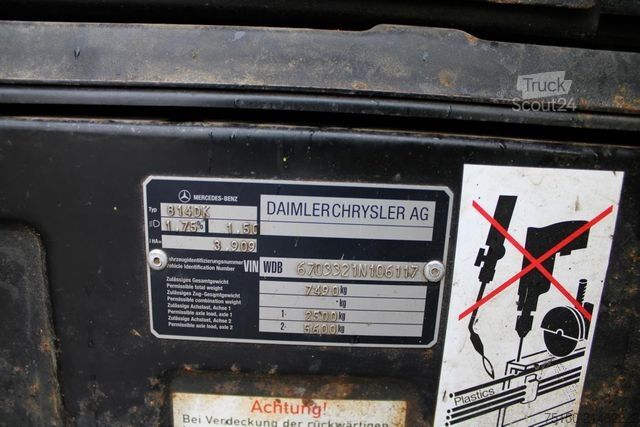 Truck
Scout24
MERCEDES-BENZ
DAIMLERCHRYSLER AG
Typ 814DK
1.75 1.50
3.909
Fahrzeugidentifizierungsnummer
Vehicle Identification Number VIN WDB 6703321N106117
Zulässiges Gesamtgewicht
Permissible total weight 7490 kg
Zulässiges Zug-Gesamtgewicht
Permissible combination weight kg
Zulässige Achslast, Achse 1
Permissible axle load, axle 1 1- 2500 kg
Zulässige Achslast, Achse 2
Permissible axle load, axle 2 2- 5600 kg
Plastics
Achtung!
Bei Verdeckung der rückwärtigen